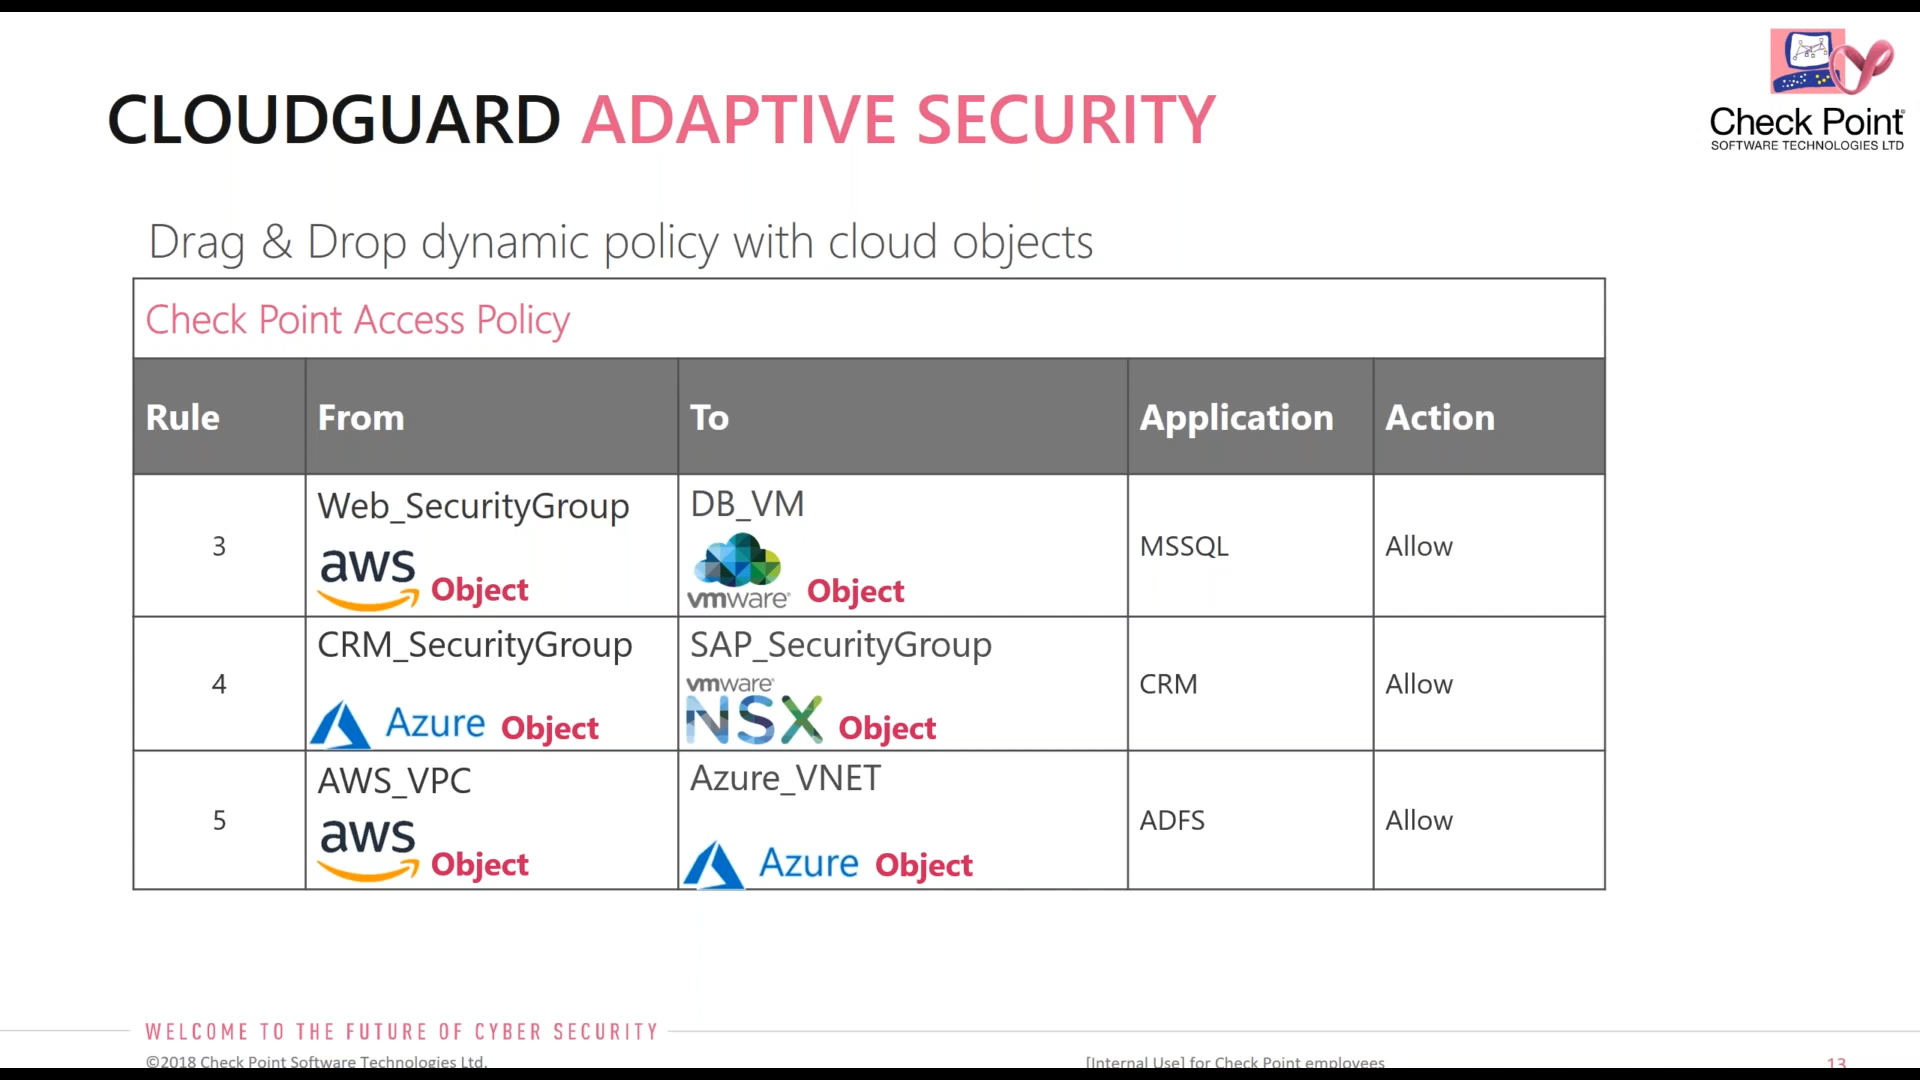 Check Point
SOFTWARE TECHNOLOGIES LTD
CLOUDGUARD ADAPTIVE SECURITY
Drag & Drop dynamic policy with cloud objects
Check Point Access Policy
Rule From To Application Action
3 Web_SecurityGroup aws Object DB_VM vmware Object MSSQL Allow
4 CRM_SecurityGroup Azure Object SAP_SecurityGroup vmware NSX Object CRM Allow
5 AWS_VPC aws Object Azure_VNET Azure Object ADFS Allow
WELCOME TO THE FUTURE OF CYBER SECURITY
©2018 Check Point Software Technologies Ltd.
[Internal Use] for Check Point employees
13